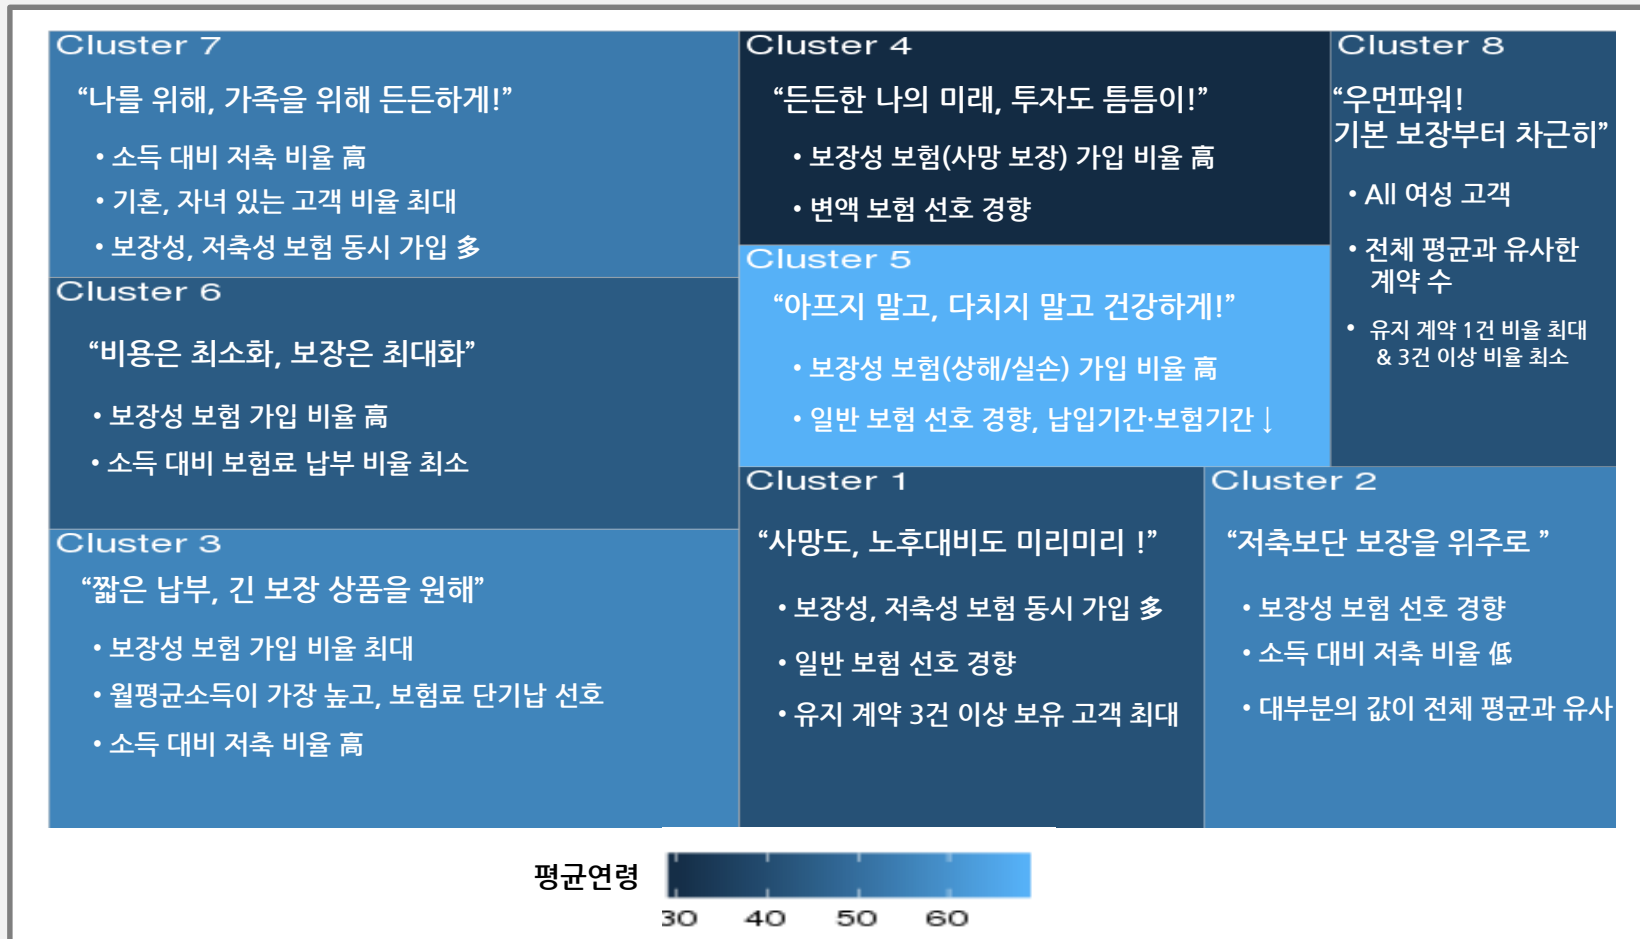 Cluster 7
“나를 위해, 가족을 위해 든든하게!”
• 소득 대비 저축 비율 高
• 기혼, 자녀 있는 고객 비율 최대
• 보장성, 저축성 보험 동시 가입 多
Cluster 6
“비용은 최소화, 보장은 최대화”
• 보장성 보험 가입 비율 高
• 소득 대비 보험료 납부 비율 최소
Cluster 3
“짧은 납부, 긴 보장 상품을 원해”
• 보장성 보험 가입 비율 최대
• 월평균소득이 가장 높고, 보험료 단기납 선호
• 소득 대비 저축 비율 高
Cluster 4
“든든한 나의 미래, 투자도 틈틈이!”
• 보장성 보험(사망 보장) 가입 비율 高
• 변액 보험 선호 경향
Cluster 5
“아프지 말고, 다치지 말고 건강하게!”
• 보장성 보험(상해/실손) 가입 비율 高
• 일반 보험 선호 경향, 납입기간·보험기간↓
Cluster 8
“우먼파워!
기본 보장부터 차근히”
• All 여성 고객
• 전체 평균과 유사한
계약 수
• 유지 계약 1건 비율 최대
& 3건 이상 비율 최소
Cluster 1
“사망도, 노후대비도 미리미리 !”
• 보장성, 저축성 보험 동시 가입 多
• 일반 보험 선호 경향
• 유지 계약 3건 이상 보유 고객 최대
Cluster 2
“저축보단 보장을 위주로 ”
• 보장성 보험 선호 경향
• 소득 대비 저축 비율 低
• 대부분의 값이 전체 평균과 유사
평균연령
30 40 50 60